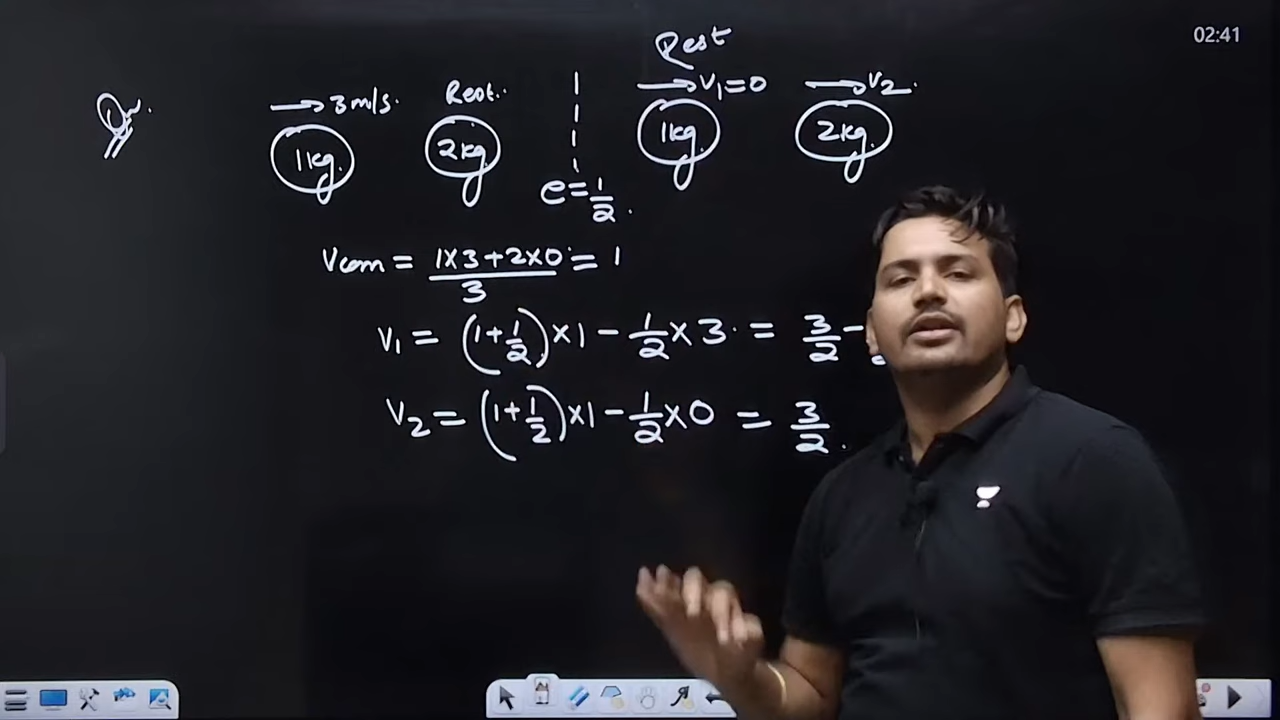 02:41
Rest
Qn.
→ 3 m/s.
Rest.
→ v₁=0
→ v₂
1kg.
2kg
1kg
2kg.
e = 1/2.
Vcom = (1×3+2×0)/3 = 1
v₁ = (1+1/2)×1 − 1/2×3 = 3/2 −
v₂ = (1+1/2)×1 − 1/2×0 = 3/2.